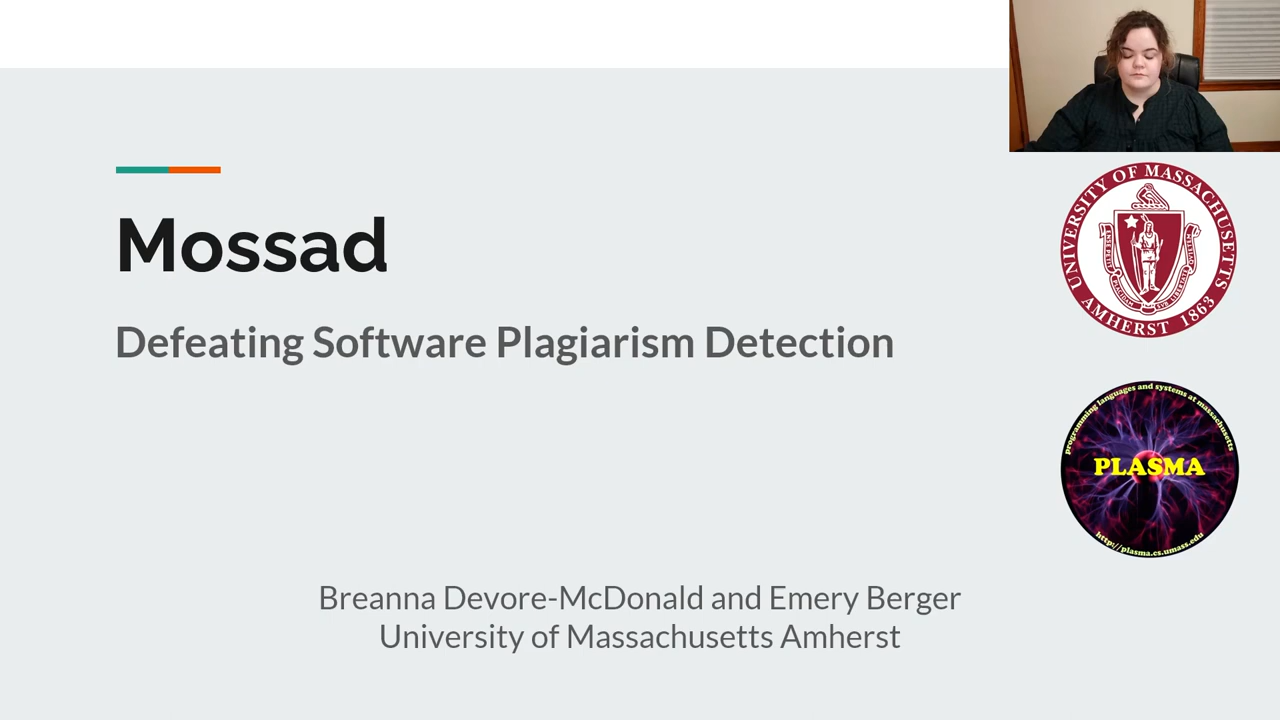 Mossad
Defeating Software Plagiarism Detection
UNIVERSITY OF MASSACHUSETTS
AMHERST 1863
programming languages and systems at massachusetts
PLASMA
http://plasma.cs.umass.edu
Breanna Devore-McDonald and Emery Berger
University of Massachusetts Amherst